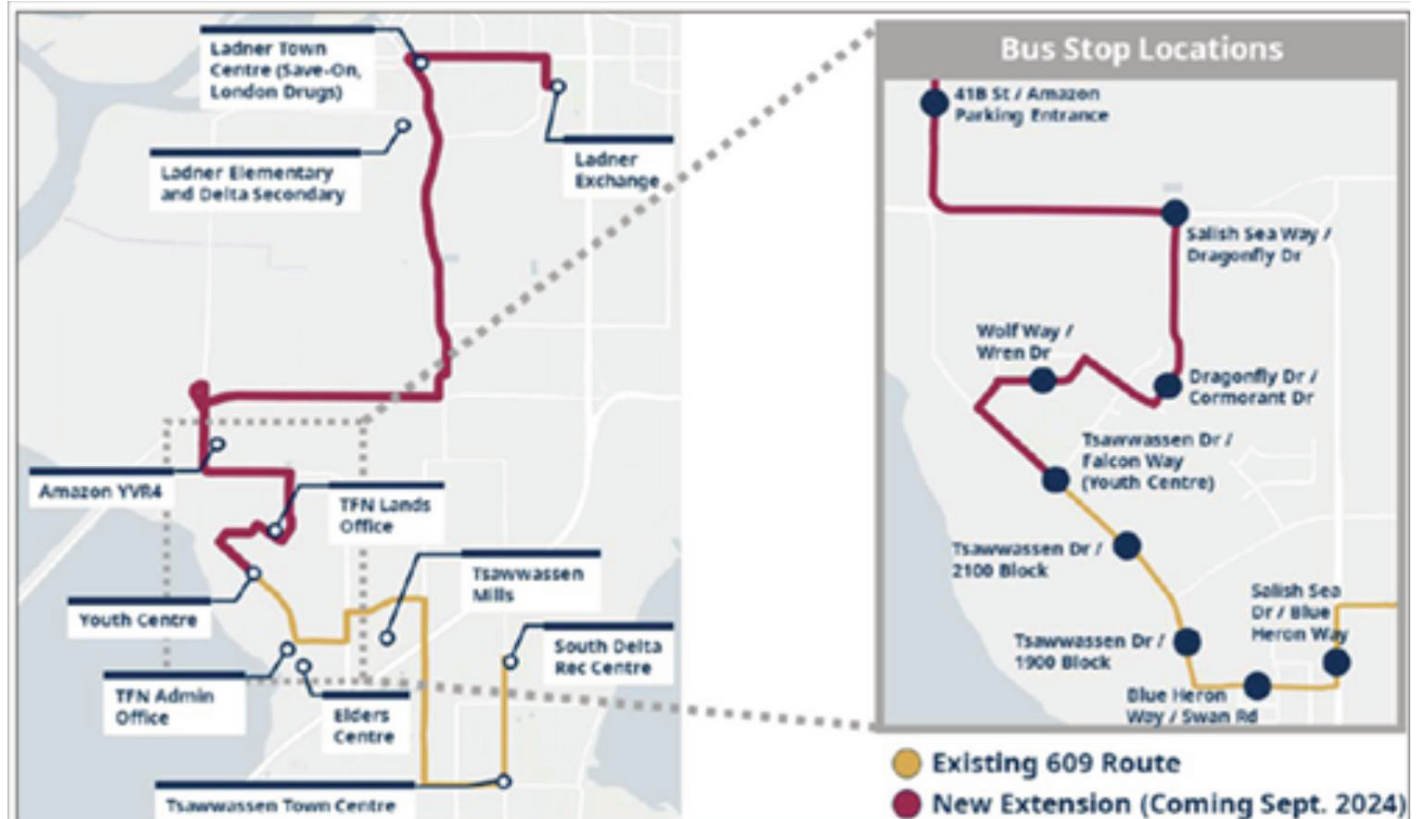 Ladner Town
Centre (Save-On,
London Drugs)
Ladner Elementary
and Delta Secondary
Ladner
Exchange
Amazon YVR4
TFN Lands
Office
Tsawwassen
Mills
Youth Centre
South Delta
Rec Centre
TFN Admin
Office
Elders
Centre
Tsawwassen Town Centre
Bus Stop Locations
41B St / Amazon
Parking Entrance
Salish Sea Way /
Dragonfly Dr
Wolf Way /
Wren Dr
Dragonfly Dr /
Cormorant Dr
Tsawwassen Dr /
Falcon Way
(Youth Centre)
Tsawwassen Dr /
2100 Block
Salish Sea
Dr / Blue
Heron Way
Tsawwassen Dr /
1900 Block
Blue Heron
Way / Swan Rd
Existing 609 Route
New Extension (Coming Sept. 2024)